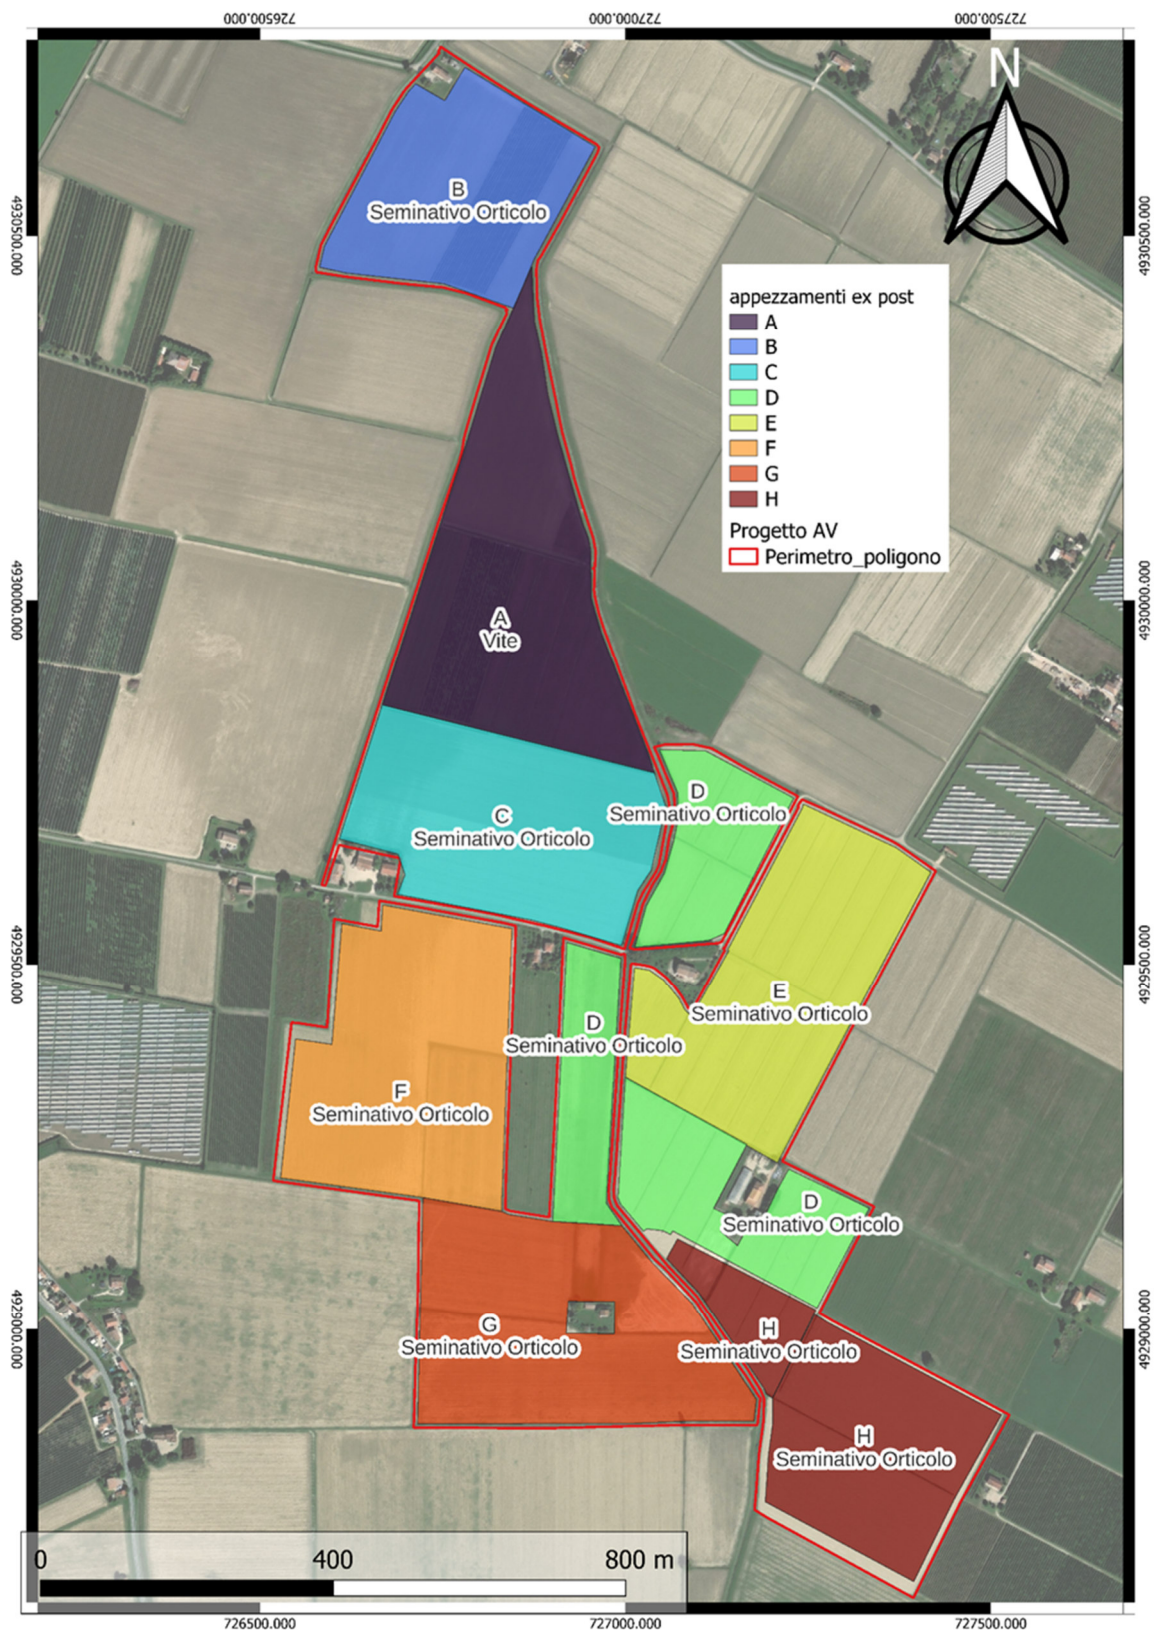 726500.000 727000.000 727500.000
N
4930500.000
4930500.000
B
Seminativo Orticolo
appezzamenti ex post
A
B
C
D
E
F
G
H
Progetto AV
Perimetro_poligono
4930000.000
4930000.000
A
Vite
D
Seminativo Orticolo
C
Seminativo Orticolo
4929500.000
4929500.000
E
Seminativo Orticolo
D
Seminativo Orticolo
F
Seminativo Orticolo
D
Seminativo Orticolo
4929000.000
4929000.000
G
Seminativo Orticolo
H
Seminativo Orticolo
H
Seminativo Orticolo
0 400 800 m
726500.000 727000.000 727500.000